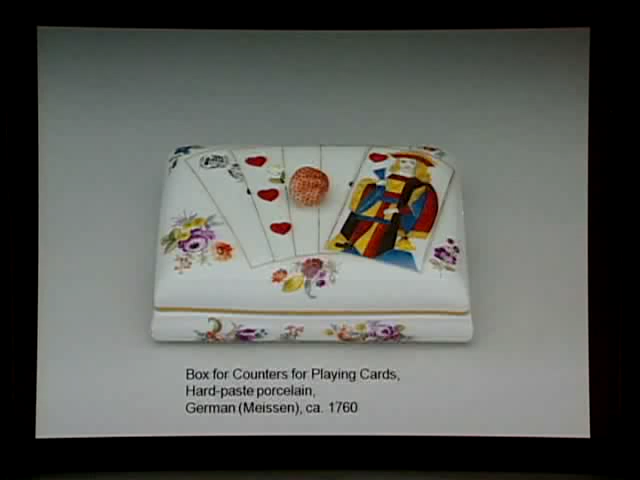 Box for Counters for Playing Cards,
Hard-paste porcelain,
German (Meissen), ca. 1760